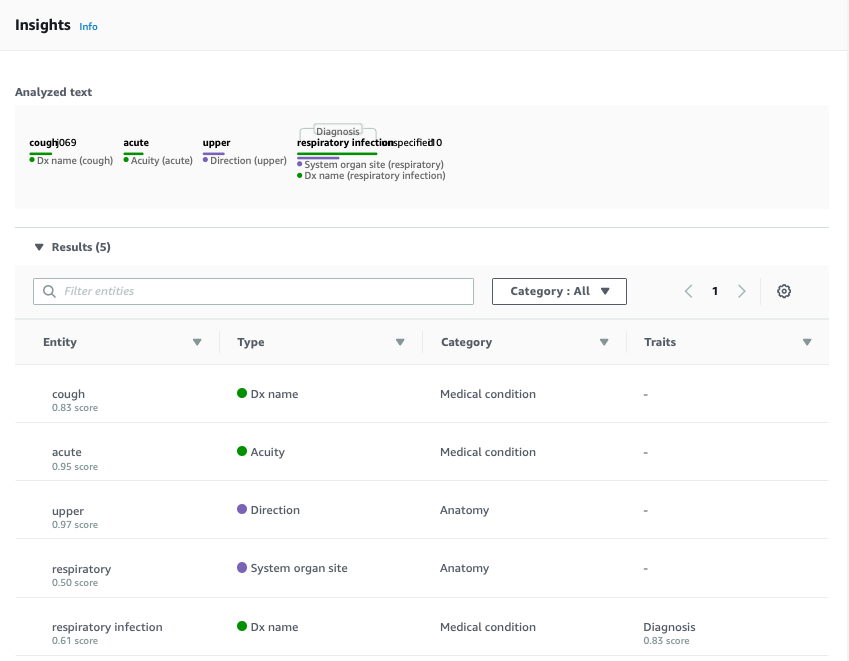 Insights Info
Analyzed text
Diagnosis
coughj069 acute upper respiratory infectionunspecified10
Dx name (cough) Acuity (acute) Direction (upper) System organ site (respiratory)
Dx name (respiratory infection)
Results (5)
Filter entities Category : All 1
Entity Type Category Traits
cough Dx name Medical condition -
0.83 score
acute Acuity Medical condition -
0.95 score
upper Direction Anatomy -
0.97 score
respiratory System organ site Anatomy -
0.50 score
respiratory infection Dx name Medical condition Diagnosis
0.61 score 0.83 score